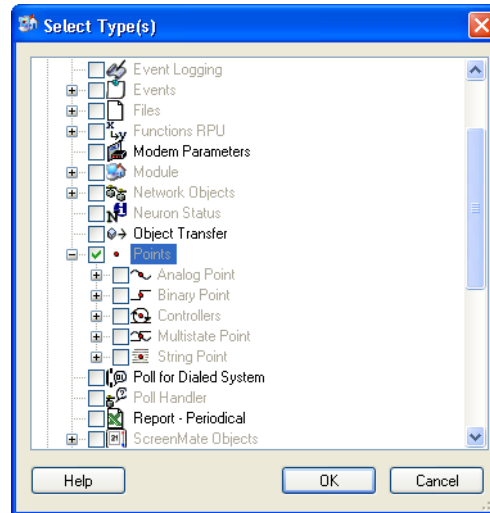 Select Type(s)
Event Logging
Events
Files
Functions RPU
Modem Parameters
Module
Network Objects
Neuron Status
Object Transfer
Points
Analog Point
Binary Point
Controllers
Multistate Point
String Point
Poll for Dialed System
Poll Handler
Report - Periodical
ScreenMate Objects
Help OK Cancel